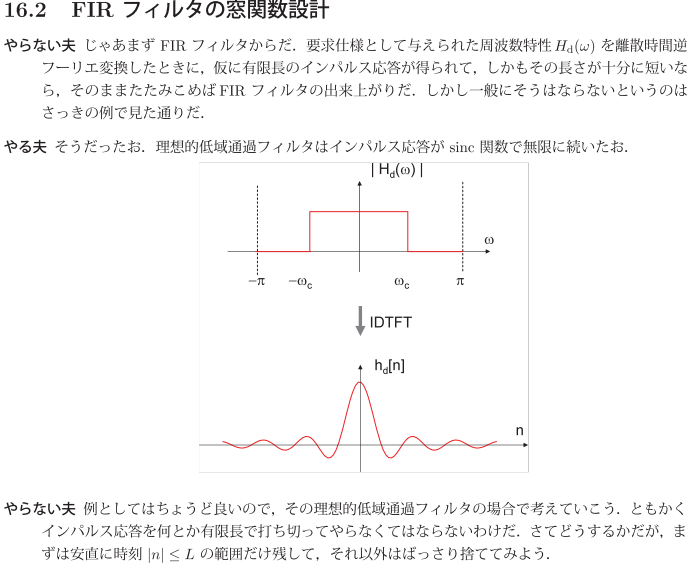 16.2 FIR フィルタの窓関数設計
やらない夫 じゃあまず FIR フィルタからだ．要求仕様として与えられた周波数特性 H_d(ω) を離散時間逆
フーリエ変換したときに，仮に有限長のインパルス応答が得られて，しかもその長さが十分に短いな
ら，そのままたたみこめば FIR フィルタの出来上がりだ．しかし一般にそうはならないというのは
さっきの例で見た通りだ．
やる夫 そうだったお．理想的低域通過フィルタはインパルス応答が sinc 関数で無限に続いたお．
| H_d(ω) |
ω
−π −ω_c ω_c π
IDTFT
h_d[n]
n
やらない夫 例としてはちょうど良いので，その理想的低域通過フィルタの場合で考えていこう．ともかく
インパルス応答を何とか有限長で打ち切ってやらなくてはならないわけだ．さてどうするかだが，ま
ずは安直に時刻 |n| ≤ L の範囲だけ残して，それ以外はばっさり捨ててみよう．